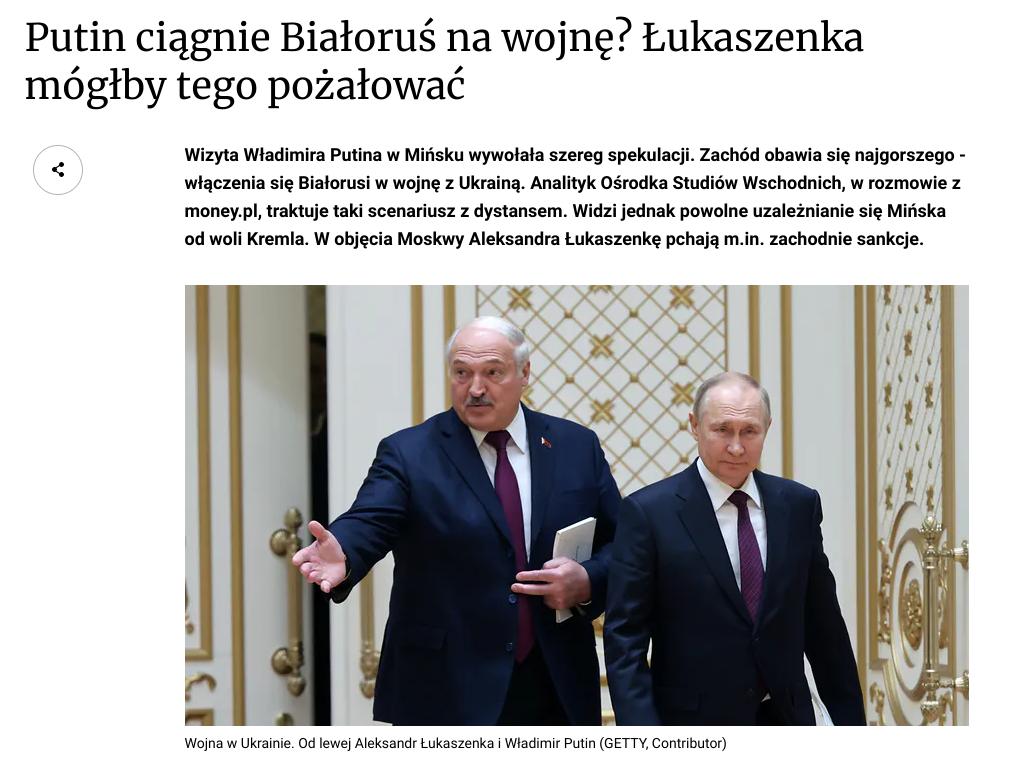 Putin ciągnie Białoruś na wojnę? Łukaszenka
mógłby tego pożałować
Wizyta Władimira Putina w Mińsku wywołała szereg spekulacji. Zachód obawia się najgorszego -
włączenia się Białorusi w wojnę z Ukrainą. Analityk Ośrodka Studiów Wschodnich, w rozmowie z
money.pl, traktuje taki scenariusz z dystansem. Widzi jednak powolne uzależnianie się Mińska
od woli Kremla. W objęcia Moskwy Aleksandra Łukaszenkę pchają m.in. zachodnie sankcje.
Wojna w Ukrainie. Od lewej Aleksandr Łukaszenka i Władimir Putin (GETTY, Contributor)